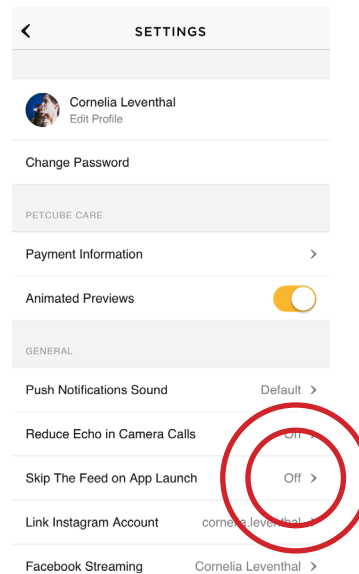 SETTINGS
Cornelia Leventhal
Edit Profile
Change Password
PETCUBE CARE
Payment Information
Animated Previews
GENERAL
Push Notifications Sound Default
Reduce Echo in Camera Calls Off
Skip The Feed on App Launch Off
Link Instagram Account cornelia.leventhal
Facebook Streaming Cornelia Leventhal